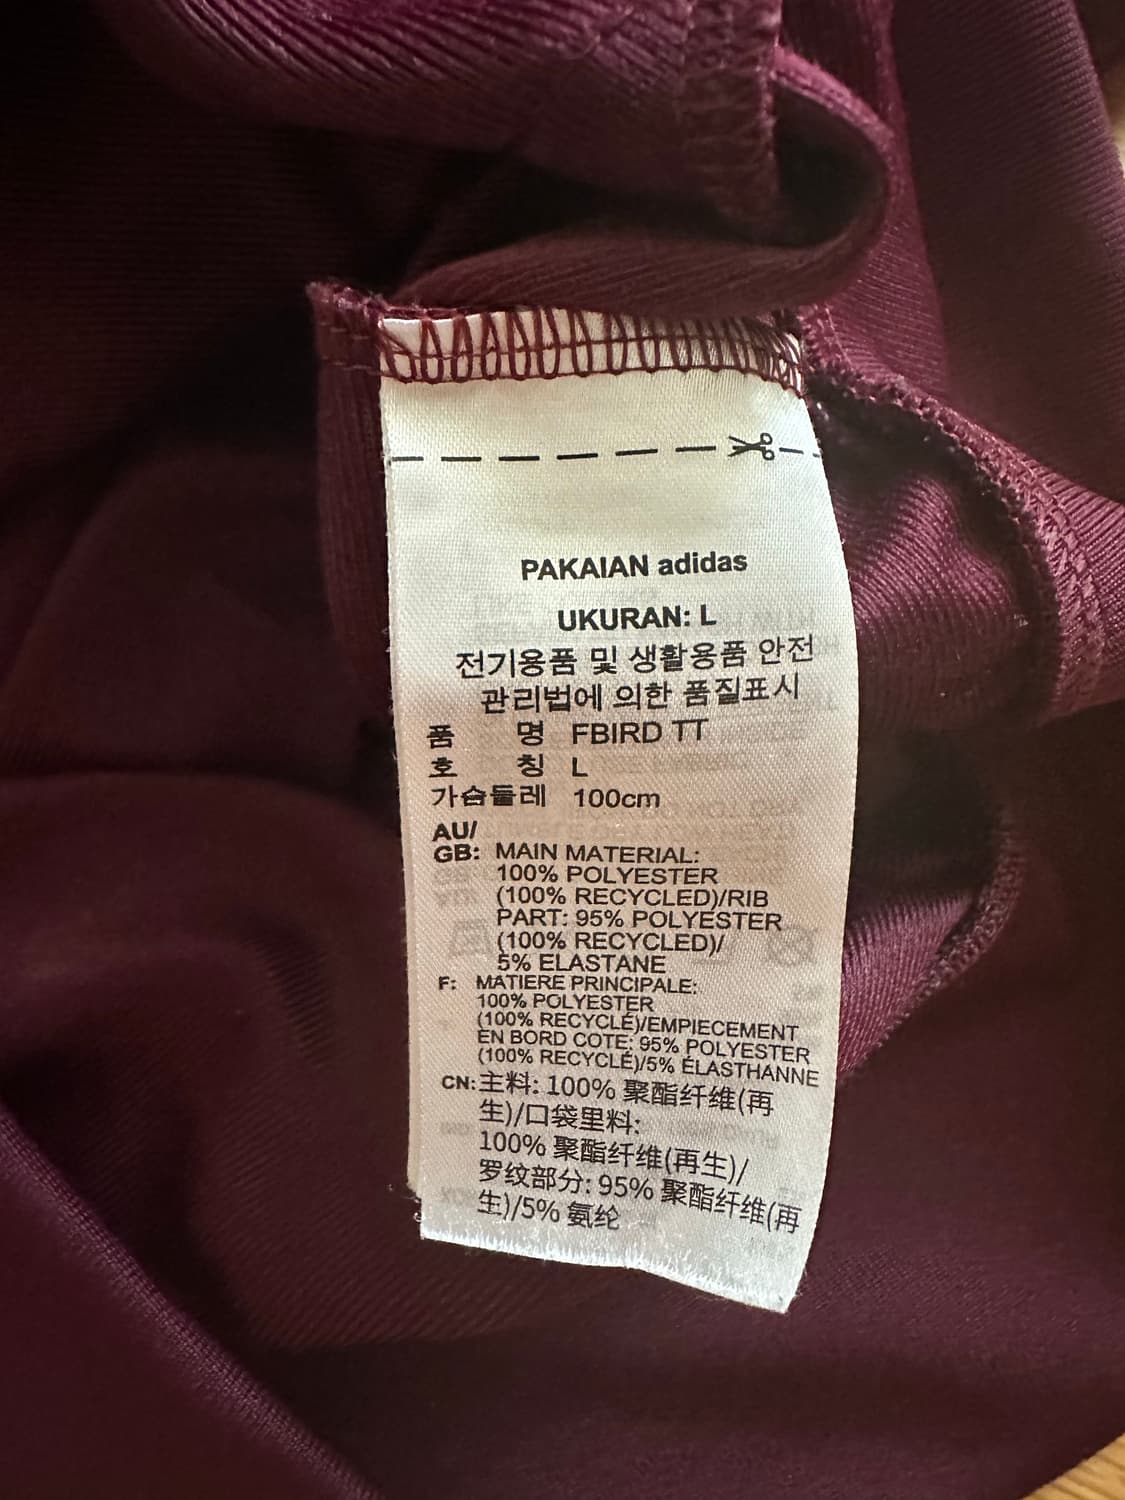 PAKAIAN adidas
UKURAN: L
전기용품 및 생활용품 안전
관리법에 의한 품질표시
품 명 FBIRD TT
호 칭 L
가슴둘레 100cm
AU/
GB: MAIN MATERIAL:
100% POLYESTER
(100% RECYCLED)/RIB
PART: 95% POLYESTER
(100% RECYCLED)/
5% ELASTANE
F: MATIERE PRINCIPALE:
100% POLYESTER
(100% RECYCLÉ)/EMPIECEMENT
EN BORD COTE: 95% POLYESTER
(100% RECYCLÉ)/5% ÉLASTHANNE
CN: 主料: 100% 聚酯纤维(再
生)/口袋里料:
100% 聚酯纤维(再生)/
罗纹部分: 95% 聚酯纤维(再
生)/5% 氨纶